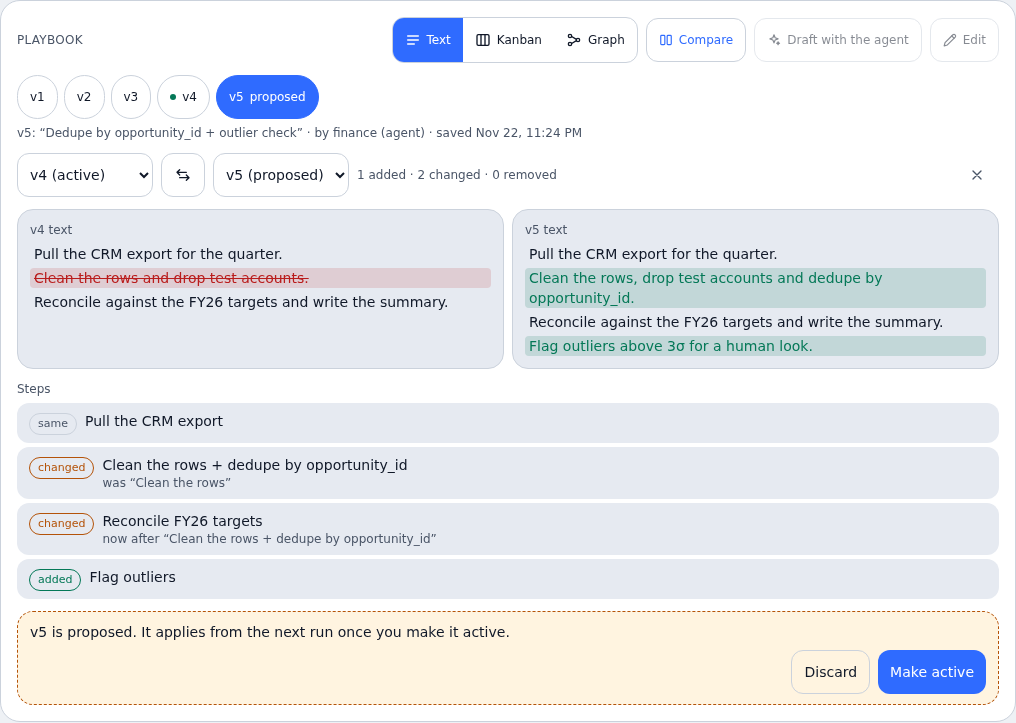 PLAYBOOK
Text
Kanban
Graph
Compare
Draft with the agent
Edit
v1
v2
v3
v4
v5 proposed
v5: “Dedupe by opportunity_id + outlier check” · by finance (agent) · saved Nov 22, 11:24 PM
v4 (active)
v5 (proposed)
1 added · 2 changed · 0 removed
v4 text
Pull the CRM export for the quarter.
Clean the rows and drop test accounts.
Reconcile against the FY26 targets and write the summary.
v5 text
Pull the CRM export for the quarter.
Clean the rows, drop test accounts and dedupe by
opportunity_id.
Reconcile against the FY26 targets and write the summary.
Flag outliers above 3σ for a human look.
Steps
same Pull the CRM export
changed Clean the rows + dedupe by opportunity_id
was “Clean the rows”
changed Reconcile FY26 targets
now after “Clean the rows + dedupe by opportunity_id”
added Flag outliers
v5 is proposed. It applies from the next run once you make it active.
Discard
Make active